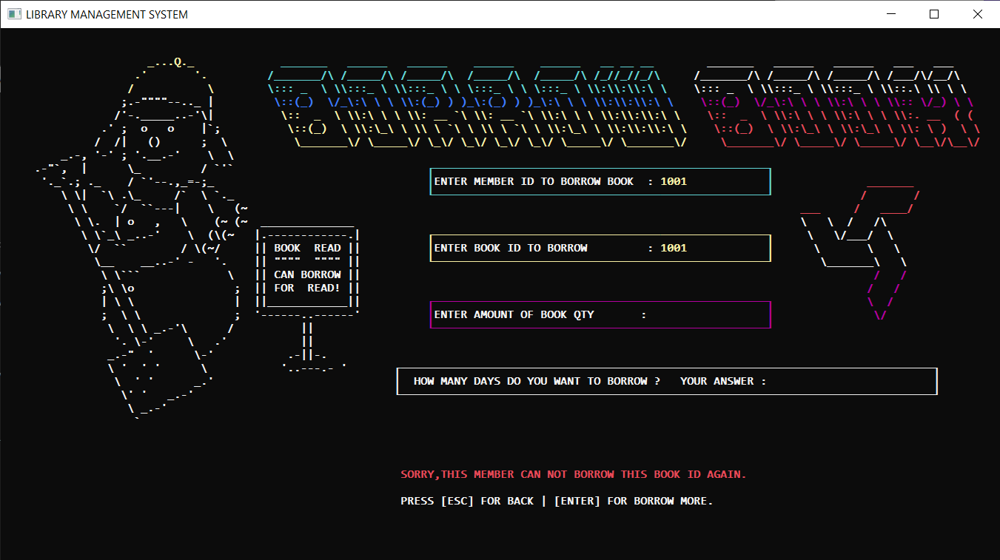 LIBRARY MANAGEMENT SYSTEM
BORROW BOOK
ENTER MEMBER ID TO BORROW BOOK : 1001
BOOK READ
CAN BORROW
FOR READ!
ENTER BOOK ID TO BORROW : 1001
ENTER AMOUNT OF BOOK QTY :
HOW MANY DAYS DO YOU WANT TO BORROW ? YOUR ANSWER :
SORRY,THIS MEMBER CAN NOT BORROW THIS BOOK ID AGAIN.
PRESS [ESC] FOR BACK | [ENTER] FOR BORROW MORE.